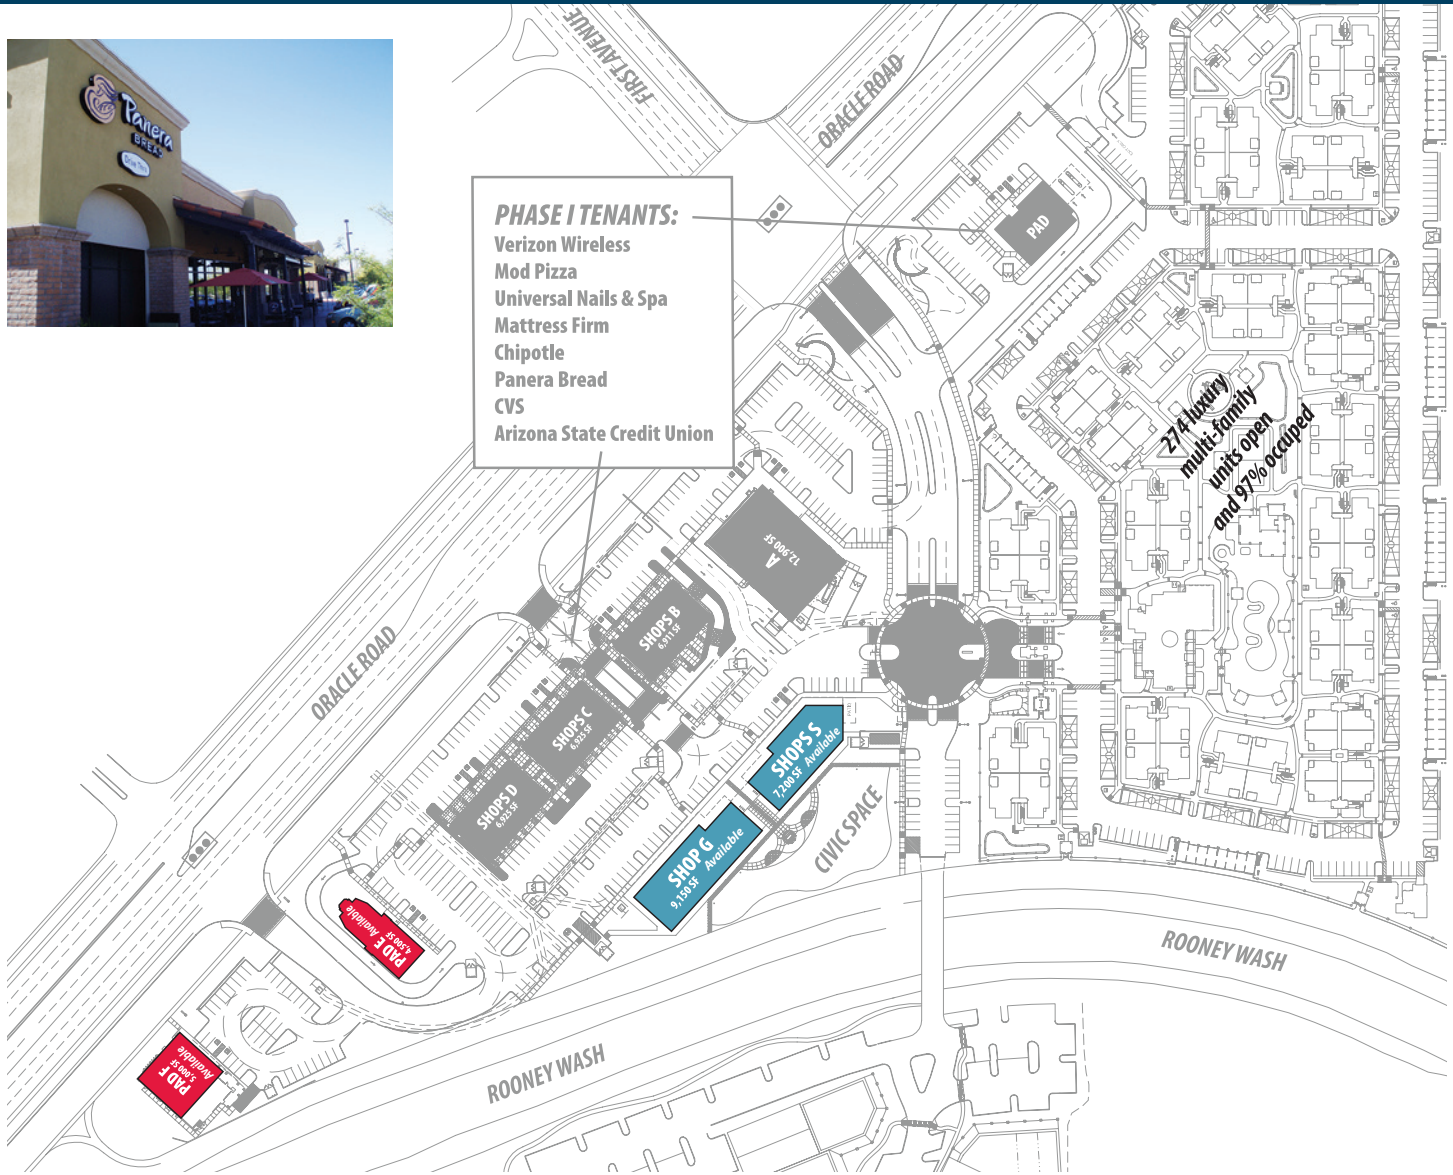 Panera
BREAD
Drive Thru
FIRST AVENUE
ORACLE ROAD
PHASE I TENANTS:
Verizon Wireless
Mod Pizza
Universal Nails & Spa
Mattress Firm
Chipotle
Panera Bread
CVS
Arizona State Credit Union
PAD
274 luxury
multi-family
units open
and 97% occuped
A
12,900 SF
SHOPS B
6,911 SF
ORACLE ROAD
SHOPS C
6,925 SF
SHOPS D
6,925 SF
SHOPS S
7,200 SF Available
PATIO
SHOP G
9,150 SF Available
CIVIC SPACE
PAD E Available
4,500 SF
PAD F
5,000 SF
Available
ROONEY WASH
ROONEY WASH